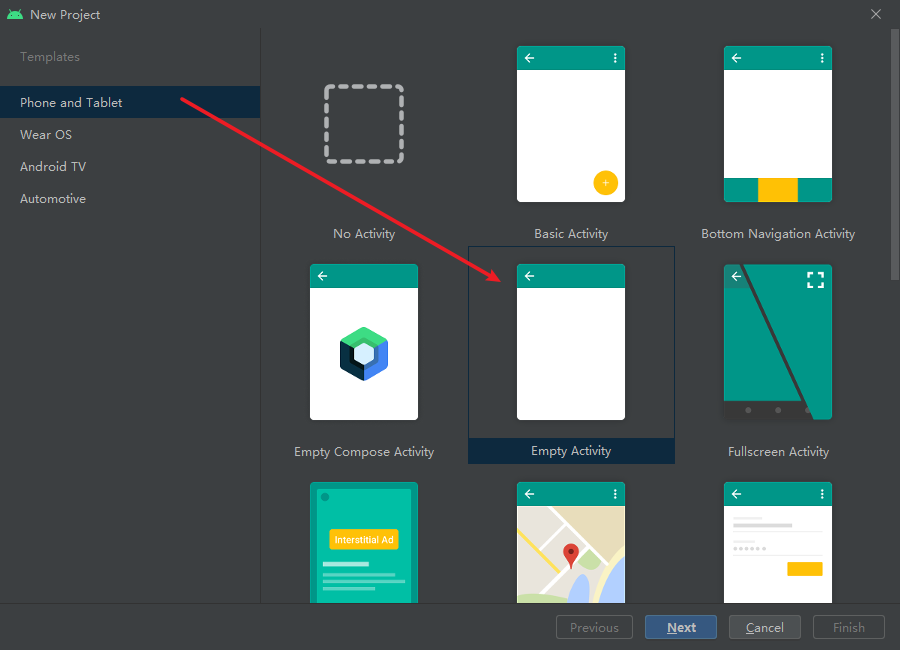 New Project
Templates
Phone and Tablet
Wear OS
Android TV
Automotive
No Activity
Basic Activity
Bottom Navigation Activity
Empty Compose Activity
Empty Activity
Fullscreen Activity
Interstitial Ad
Previous
Next
Cancel
Finish